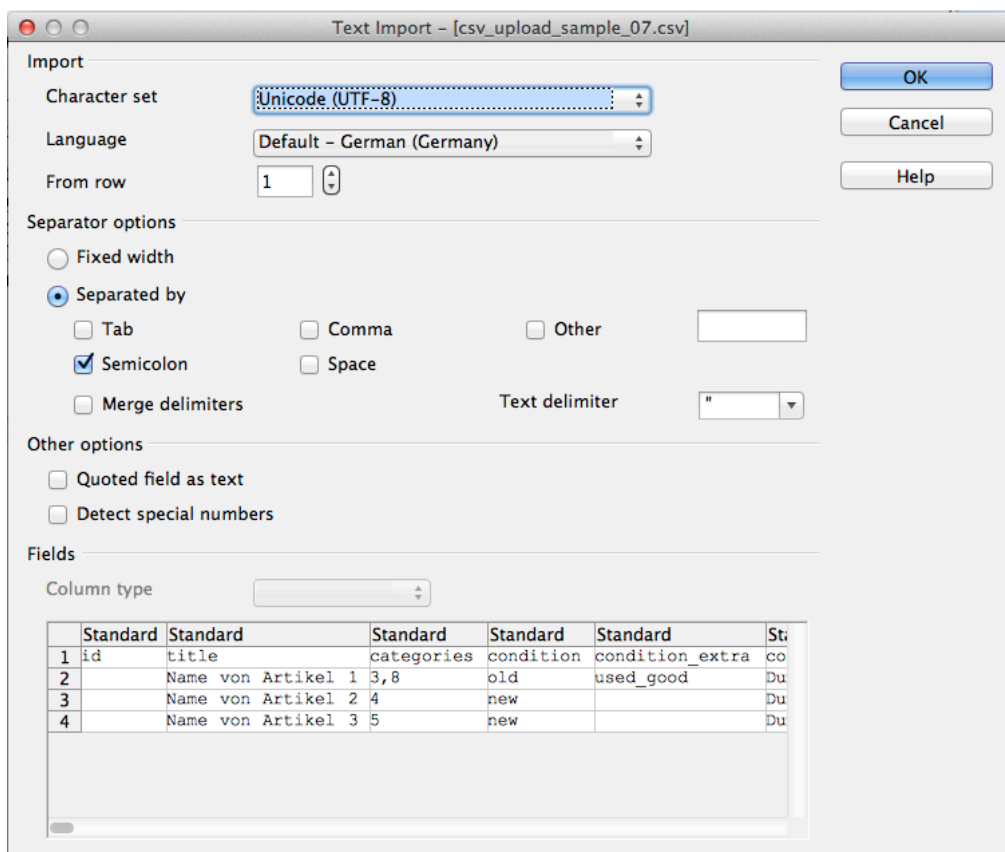 Text Import – [csv_upload_sample_07.csv]
Import
OK
Character set Unicode (UTF-8)
Cancel
Language Default – German (Germany)
Help
From row 1
Separator options
Fixed width
Separated by
Tab Comma Other
Semicolon Space
Merge delimiters Text delimiter "
Other options
Quoted field as text
Detect special numbers
Fields
Column type
Standard Standard Standard Standard Standard
1 id title categories condition condition_extra co
2 Name von Artikel 1 3,8 old used_good
3 Name von Artikel 2 4 new
4 Name von Artikel 3 5 new